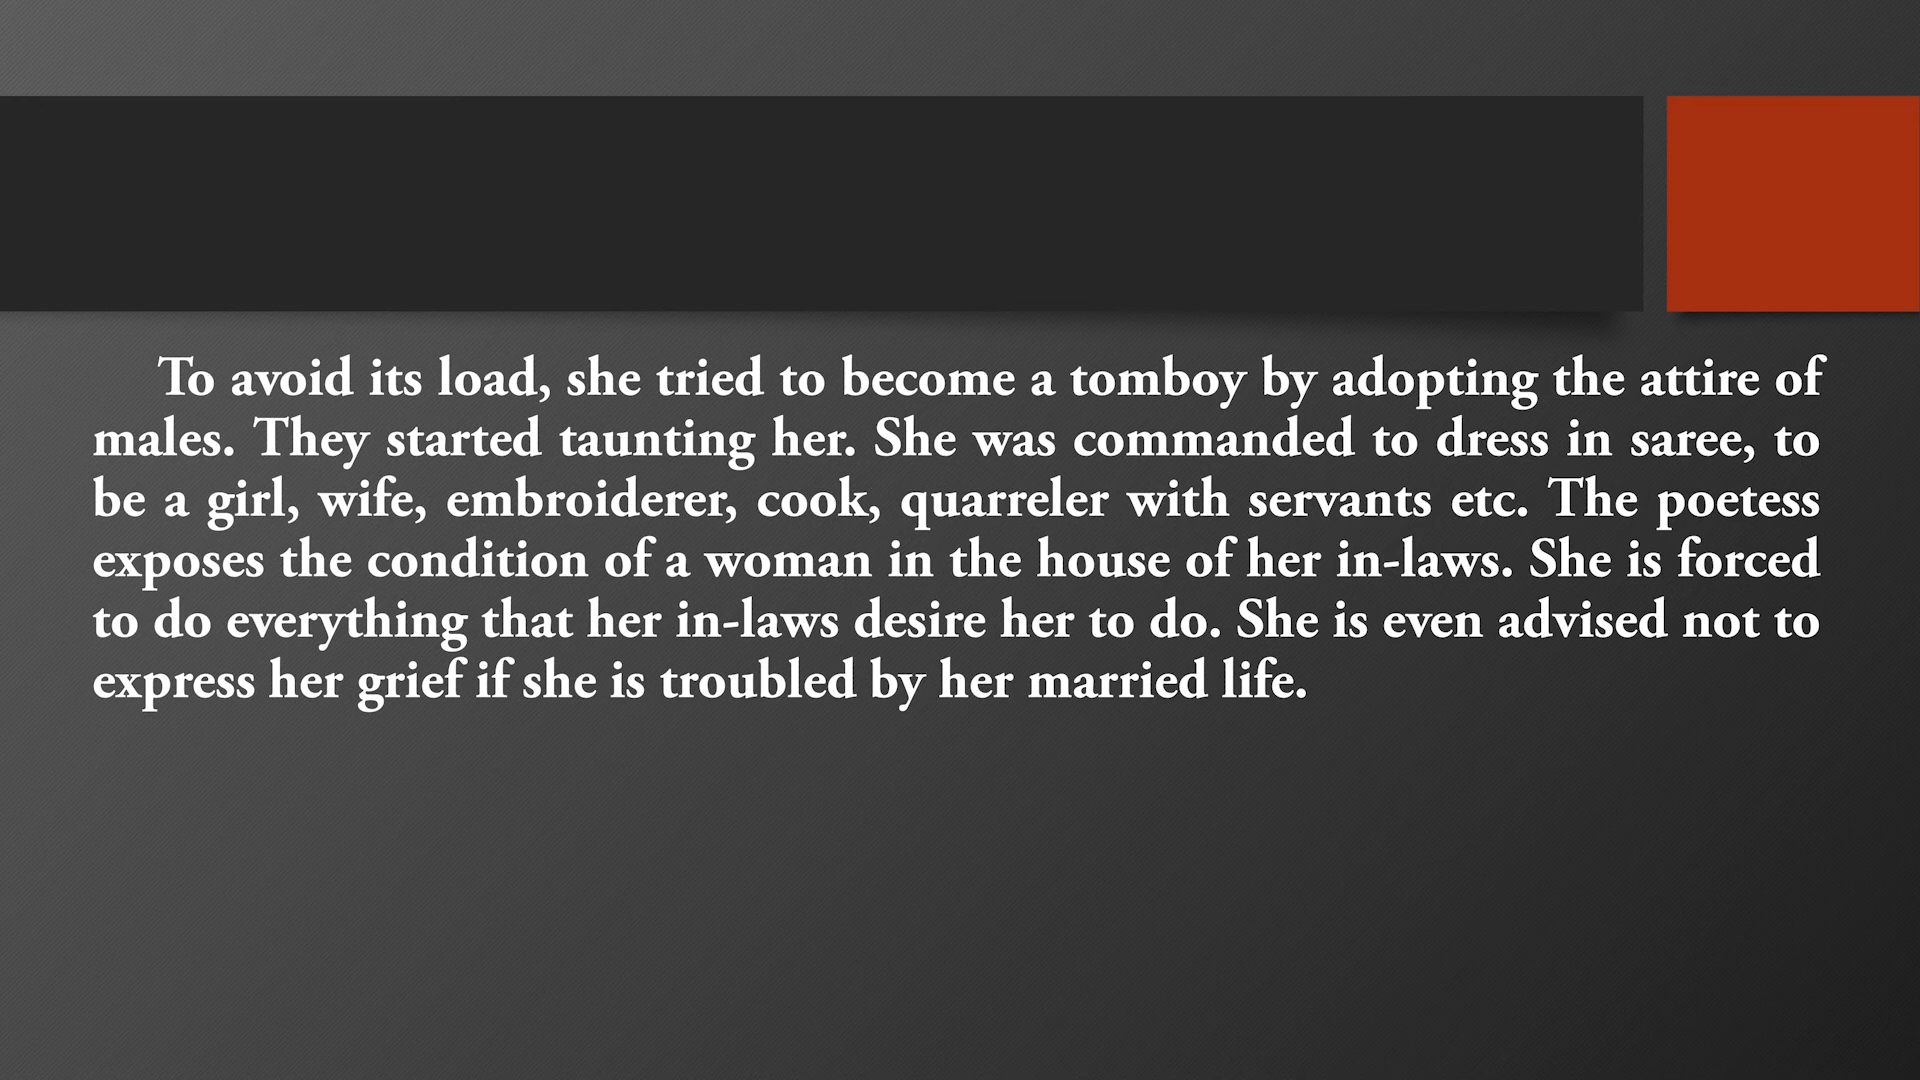 To avoid its load, she tried to become a tomboy by adopting the attire of
males. They started taunting her. She was commanded to dress in saree, to
be a girl, wife, embroiderer, cook, quarreler with servants etc. The poetess
exposes the condition of a woman in the house of her in-laws. She is forced
to do everything that her in-laws desire her to do. She is even advised not to
express her grief if she is troubled by her married life.